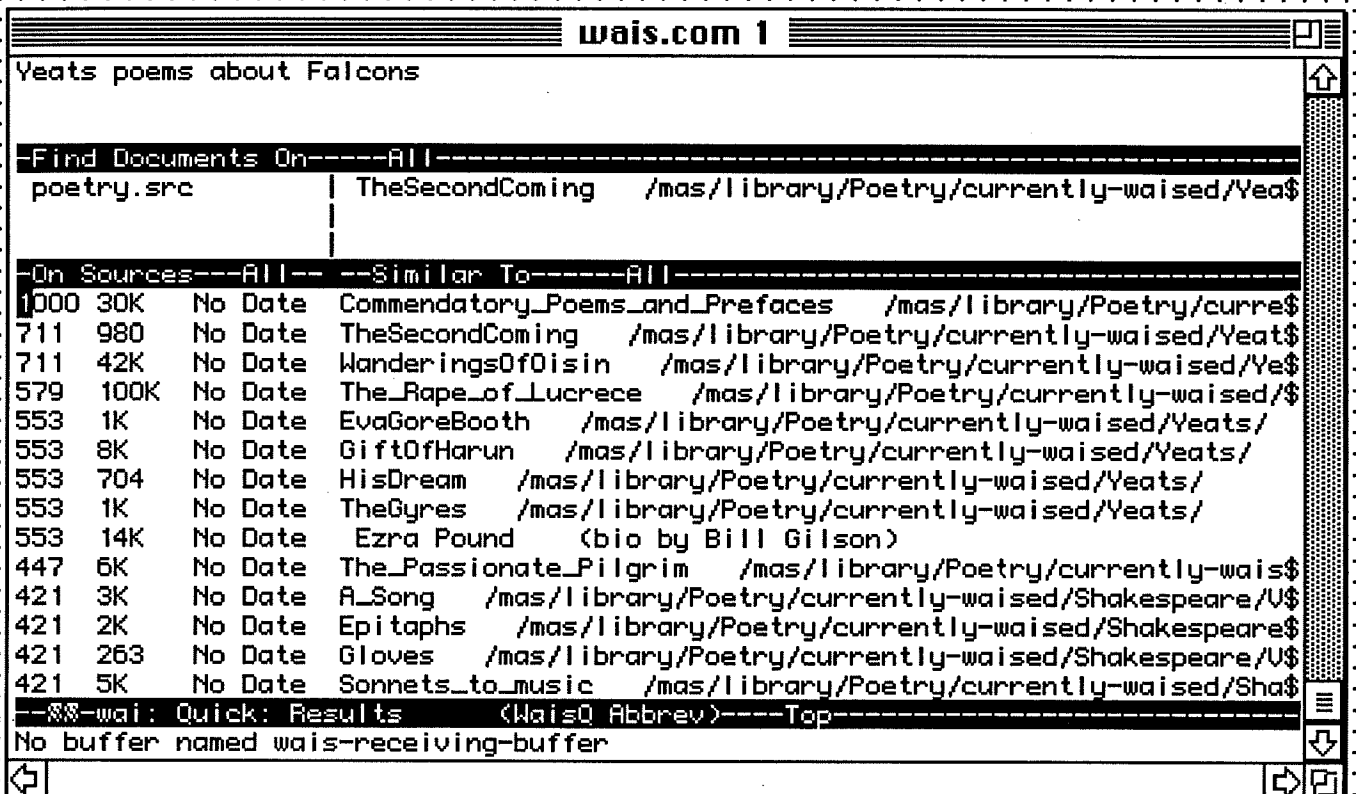 wais.com 1
Yeats poems about Falcons
-Find Documents On-----All------------------------------------------------------
poetry.src | TheSecondComing /mas/library/Poetry/currently-waised/Yea$
|
|
-On Sources---All-- --Similar To------All---------------------------------------
1000 30K No Date Commendatory_Poems_and_Prefaces /mas/library/Poetry/curre$
711 980 No Date TheSecondComing /mas/library/Poetry/currently-waised/Yeat$
711 42K No Date WanderingsOfOisin /mas/library/Poetry/currently-waised/Ye$
579 100K No Date The_Rape_of_Lucrece /mas/library/Poetry/currently-waised/$
553 1K No Date EvaGoreBooth /mas/library/Poetry/currently-waised/Yeats/
553 8K No Date GiftOfHarun /mas/library/Poetry/currently-waised/Yeats/
553 704 No Date HisDream /mas/library/Poetry/currently-waised/Yeats/
553 1K No Date TheGyres /mas/library/Poetry/currently-waised/Yeats/
553 14K No Date Ezra Pound (bio by Bill Gilson)
447 6K No Date The_Passionate_Pilgrim /mas/library/Poetry/currently-wais$
421 3K No Date A_Song /mas/library/Poetry/currently-waised/Shakespeare/V$
421 2K No Date Epitaphs /mas/library/Poetry/currently-waised/Shakespeare$
421 263 No Date Gloves /mas/library/Poetry/currently-waised/Shakespeare/V$
421 5K No Date Sonnets_to_music /mas/library/Poetry/currently-waised/Sha$
--%%-wai: Quick: Results (WaisQ Abbrev)----Top------------------------------
No buffer named wais-receiving-buffer